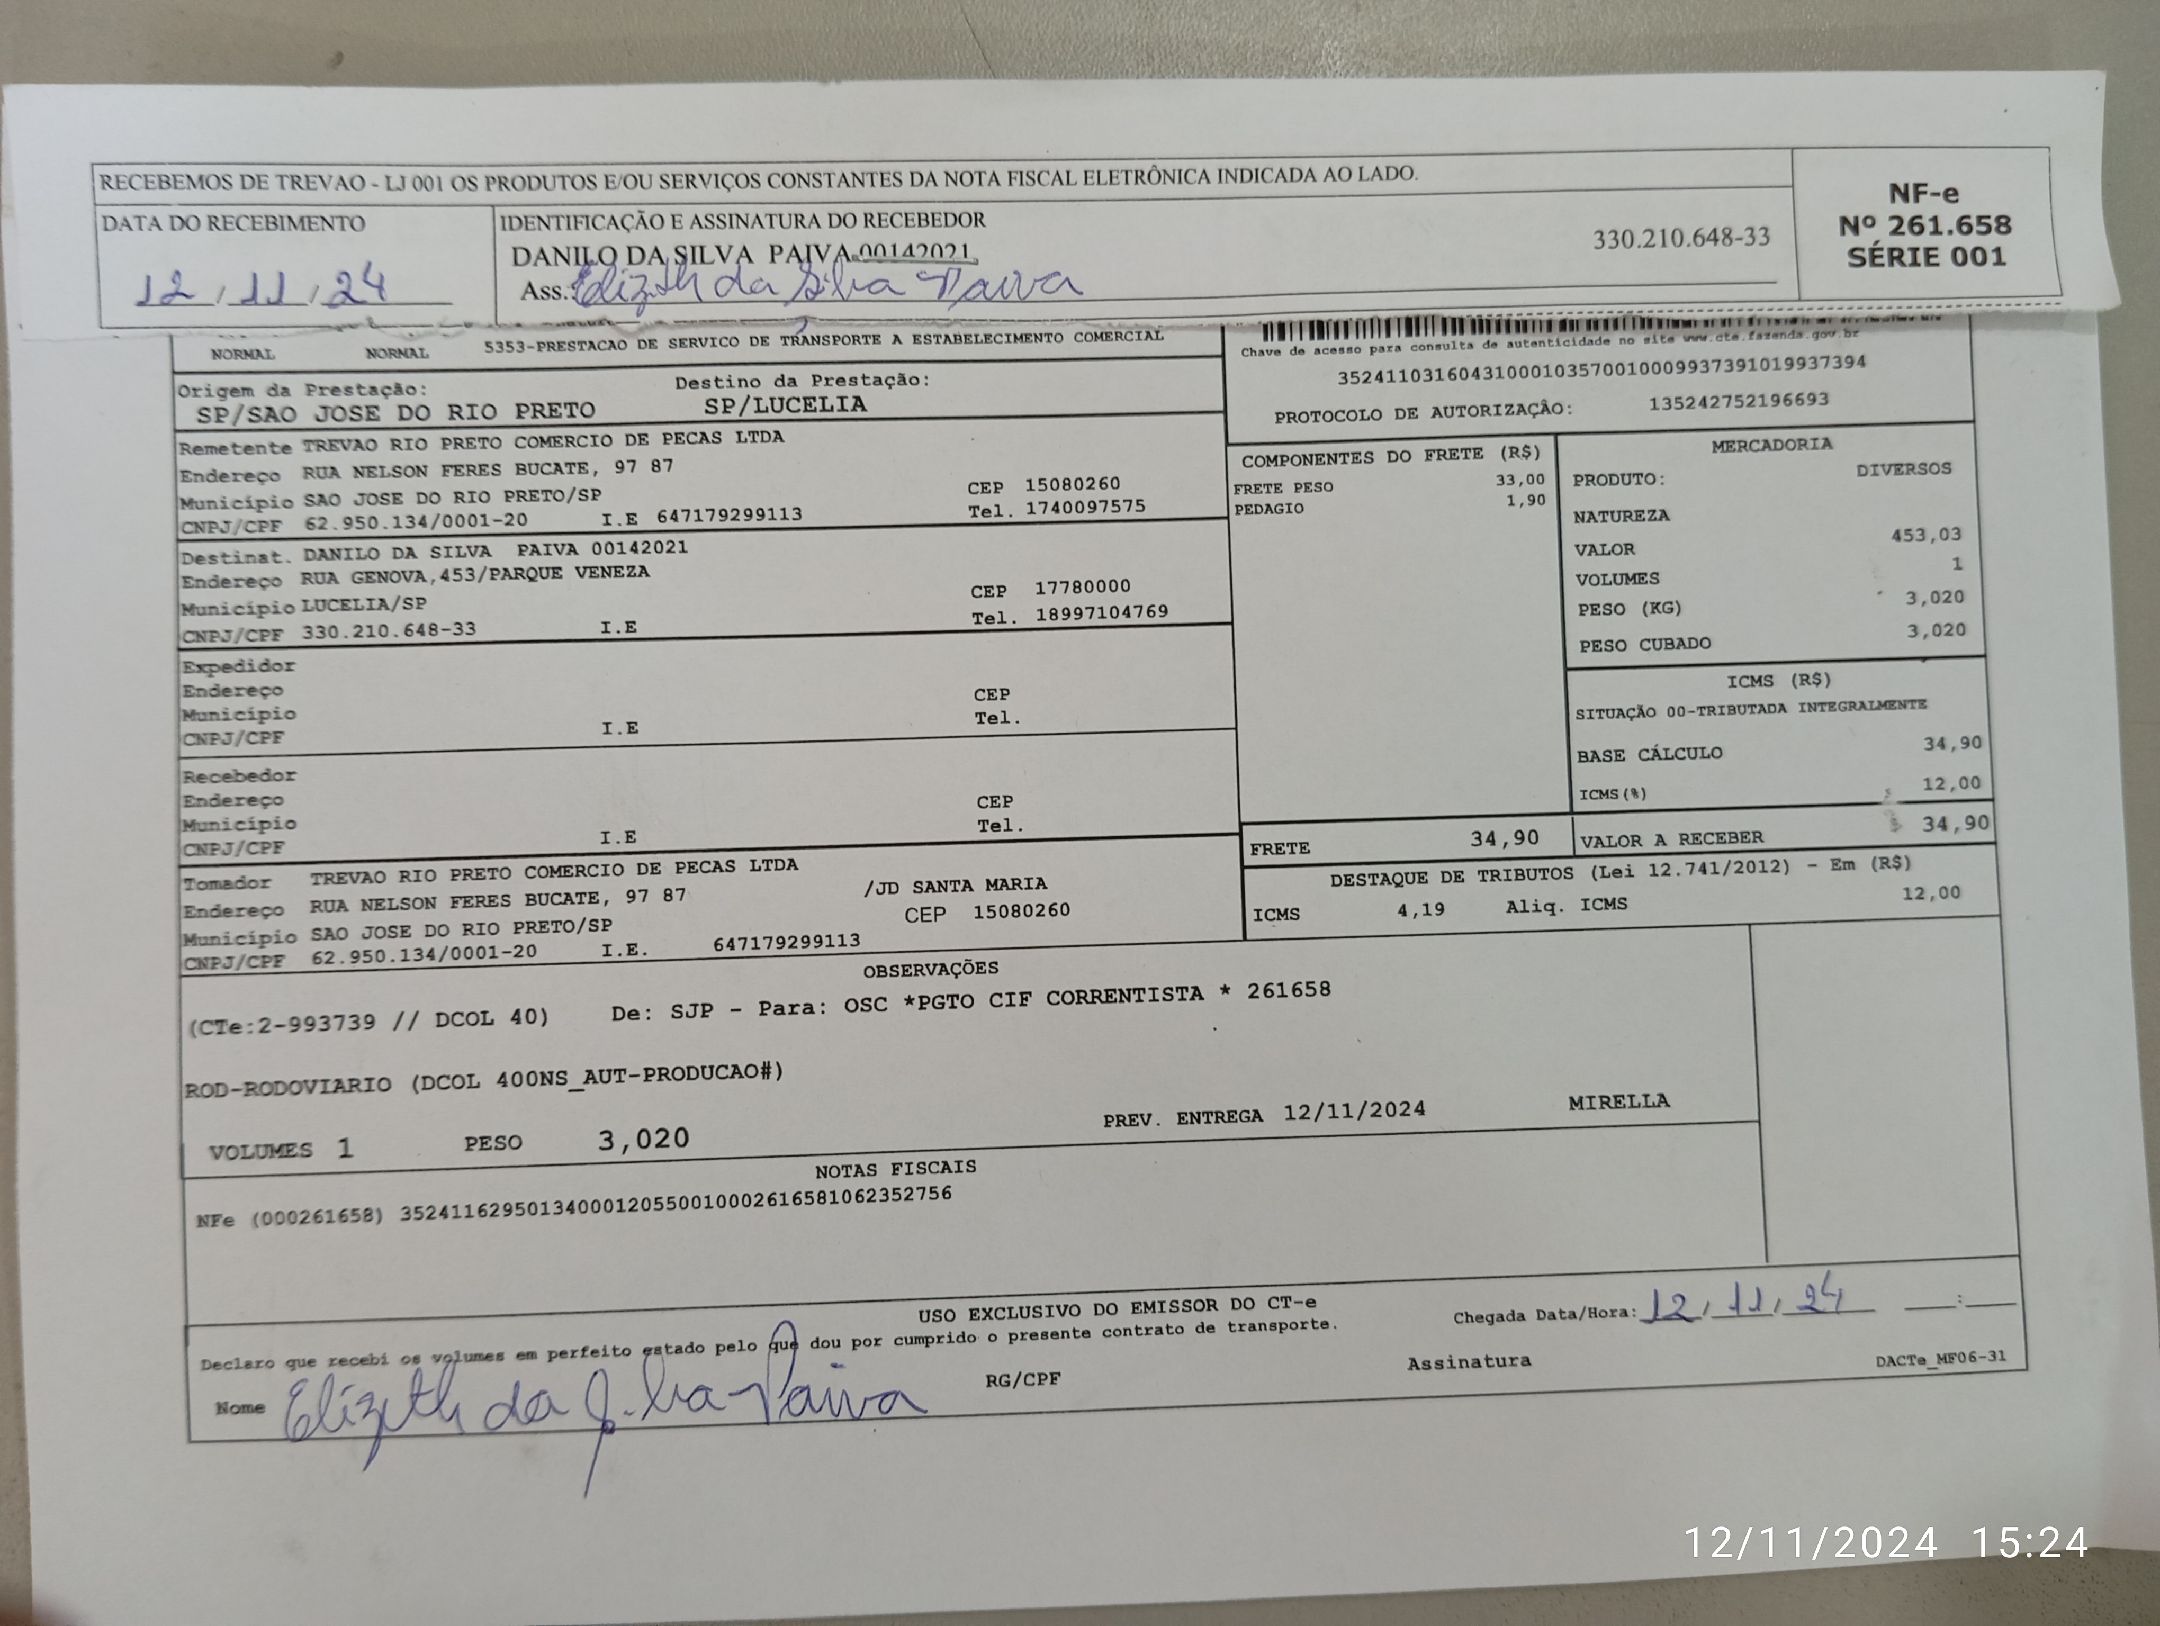 RECEBEMOS DE TREVAO - LJ 001 OS PRODUTOS E/OU SERVIÇOS CONSTANTES DA NOTA FISCAL ELETRÔNICA INDICADA AO LADO.
NF-e
Nº 261.658
SÉRIE 001
DATA DO RECEBIMENTO
12, 11, 24
IDENTIFICAÇÃO E ASSINATURA DO RECEBEDOR
DANILO DA SILVA PAIVA 00142021
330.210.648-33
Ass.: Elizeth da Silva Paiva
NORMAL NORMAL 5353-PRESTACAO DE SERVICO DE TRANSPORTE A ESTABELECIMENTO COMERCIAL
Chave de acesso para consulta de autenticidade no site www.cte.fazenda.gov.br
35241103160431000103570010009937391019937394
PROTOCOLO DE AUTORIZAÇÃO: 135242752196693
Origem da Prestação: Destino da Prestação:
SP/SAO JOSE DO RIO PRETO SP/LUCELIA
Remetente TREVAO RIO PRETO COMERCIO DE PECAS LTDA
Endereço RUA NELSON FERES BUCATE, 97 87
Município SAO JOSE DO RIO PRETO/SP CEP 15080260
CNPJ/CPF 62.950.134/0001-20 I.E 647179299113 Tel. 1740097575
Destinat. DANILO DA SILVA PAIVA 00142021
Endereço RUA GENOVA,453/PARQUE VENEZA
Município LUCELIA/SP CEP 17780000
CNPJ/CPF 330.210.648-33 I.E Tel. 18997104769
Expedidor
Endereço
Município CEP
CNPJ/CPF I.E Tel.
Recebedor
Endereço
Município CEP
CNPJ/CPF I.E Tel.
Tomador TREVAO RIO PRETO COMERCIO DE PECAS LTDA
Endereço RUA NELSON FERES BUCATE, 97 87 /JD SANTA MARIA
Município SAO JOSE DO RIO PRETO/SP CEP 15080260
CNPJ/CPF 62.950.134/0001-20 I.E. 647179299113
COMPONENTES DO FRETE (R$)
FRETE PESO 33,00
PEDAGIO 1,90
MERCADORIA
PRODUTO: DIVERSOS
NATUREZA
VALOR 453,03
VOLUMES 1
PESO (KG) 3,020
PESO CUBADO 3,020
ICMS (R$)
SITUAÇÃO 00-TRIBUTADA INTEGRALMENTE
BASE CÁLCULO 34,90
ICMS(%) 12,00
FRETE 34,90 VALOR A RECEBER 34,90
DESTAQUE DE TRIBUTOS (Lei 12.741/2012) - Em (R$)
ICMS 4,19 Aliq. ICMS 12,00
OBSERVAÇÕES
(CTe:2-993739 // DCOL 40) De: SJP - Para: OSC *PGTO CIF CORRENTISTA * 261658
ROD-RODOVIARIO (DCOL 400NS_AUT-PRODUCAO#)
VOLUMES 1 PESO 3,020 PREV. ENTREGA 12/11/2024 MIRELLA
NOTAS FISCAIS
NFe (000261658) 35241162950134000120550010002616581062352756
USO EXCLUSIVO DO EMISSOR DO CT-e
Chegada Data/Hora: 12, 11, 24 :
Declaro que recebi os volumes em perfeito estado pelo que dou por cumprido o presente contrato de transporte.
Nome Elizeth da Silva Paiva RG/CPF Assinatura DACTe_MF06-31
12/11/2024 15:24